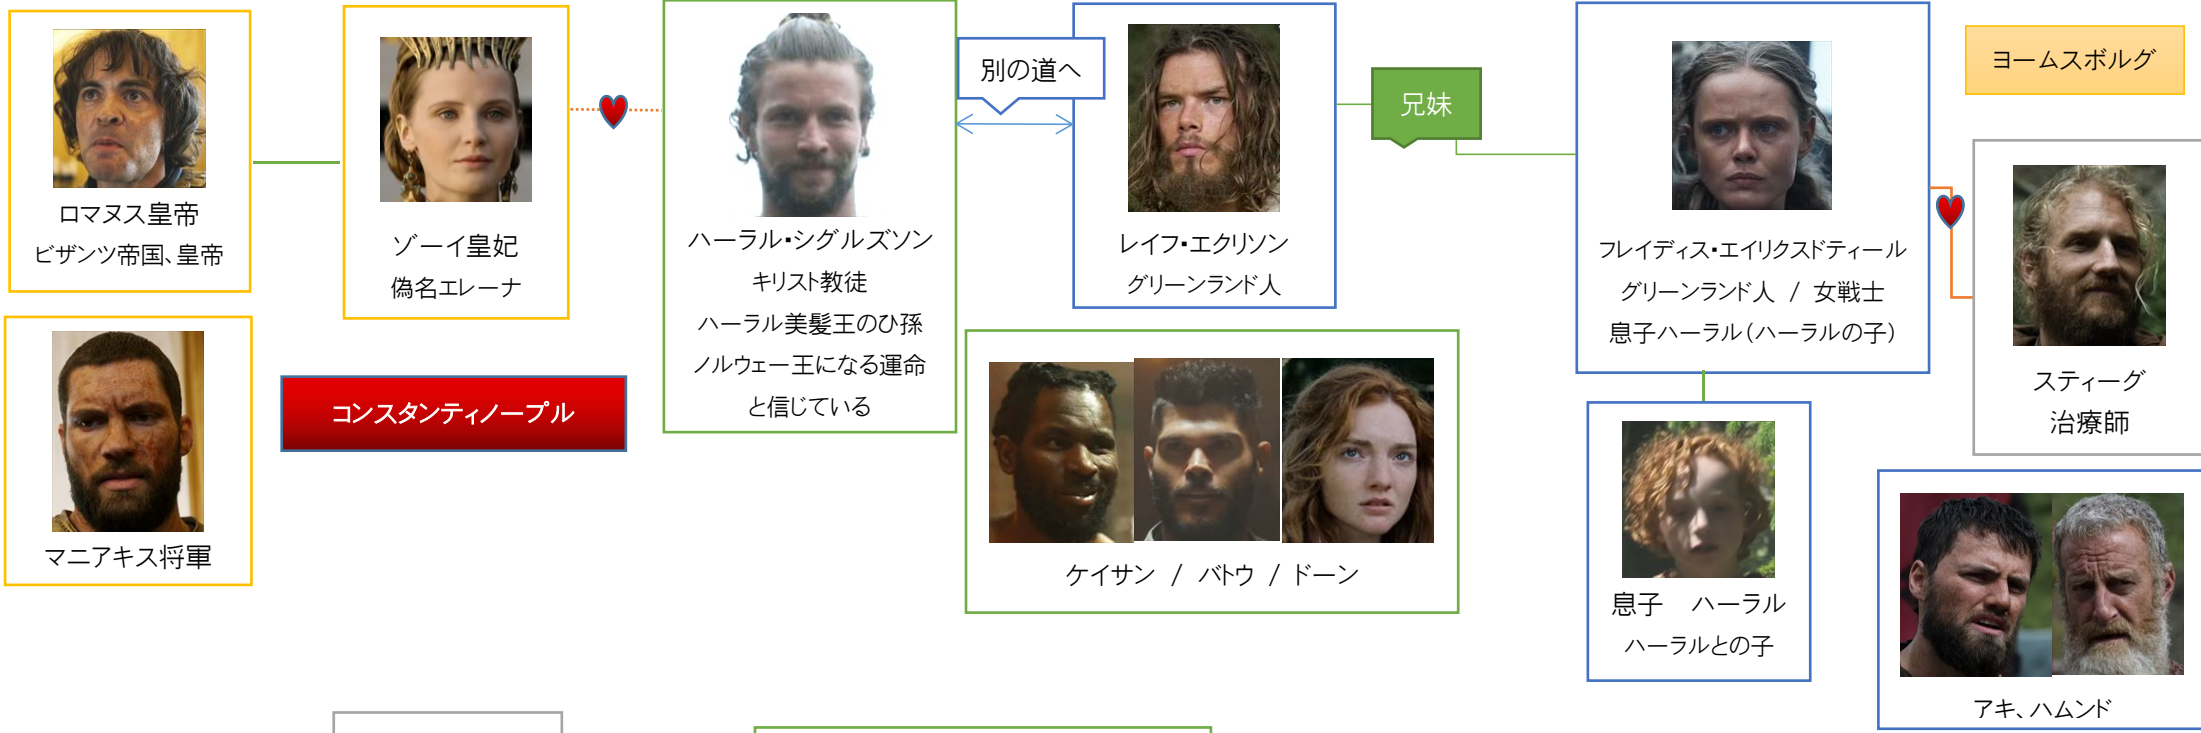 ロマヌス皇帝
ビザンツ帝国、皇帝
マニアキス将軍
ゾーイ皇妃
偽名エレーナ
コンスタンティノープル
ハーラル・シグルズソン
キリスト教徒
ハーラル美髪王のひ孫
ノルウェー王になる運命
と信じている
別の道へ
レイフ・エクリソン
グリーンランド人
ケイサン / バトウ / ドーン
兄妹
フレイディス・エイリクスドティール
グリーンランド人 / 女戦士
息子ハーラル(ハーラルの子)
息子 ハーラル
ハーラルとの子
ヨームスボルグ
スティーグ
治療師
アキ、ハムンド